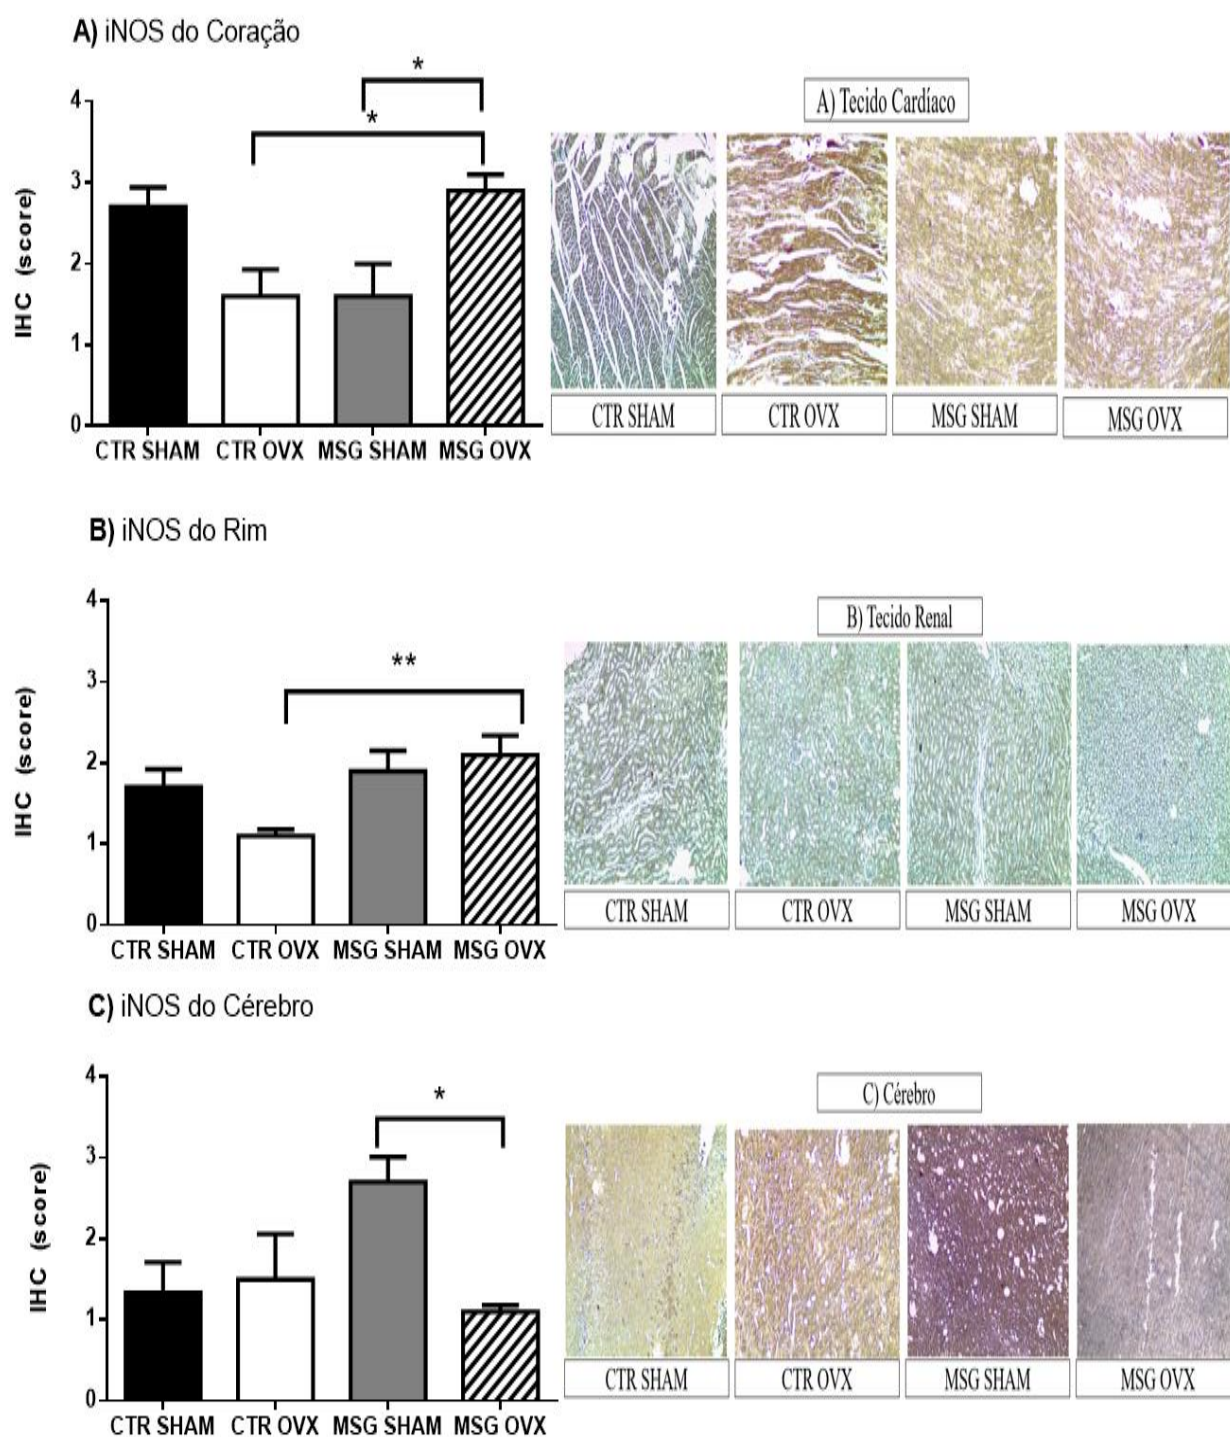 A) iNOS do Coração
*
*
4
3
2
1
0
IHC (score)
CTR SHAM CTR OVX MSG SHAM MSG OVX
A) Tecido Cardíaco
CTR SHAM CTR OVX MSG SHAM MSG OVX
B) iNOS do Rim
**
4
3
2
1
0
IHC (score)
CTR SHAM CTR OVX MSG SHAM MSG OVX
B) Tecido Renal
CTR SHAM CTR OVX MSG SHAM MSG OVX
C) iNOS do Cérebro
*
4
3
2
1
0
IHC (score)
CTR SHAM CTR OVX MSG SHAM MSG OVX
C) Cérebro
CTR SHAM CTR OVX MSG SHAM MSG OVX